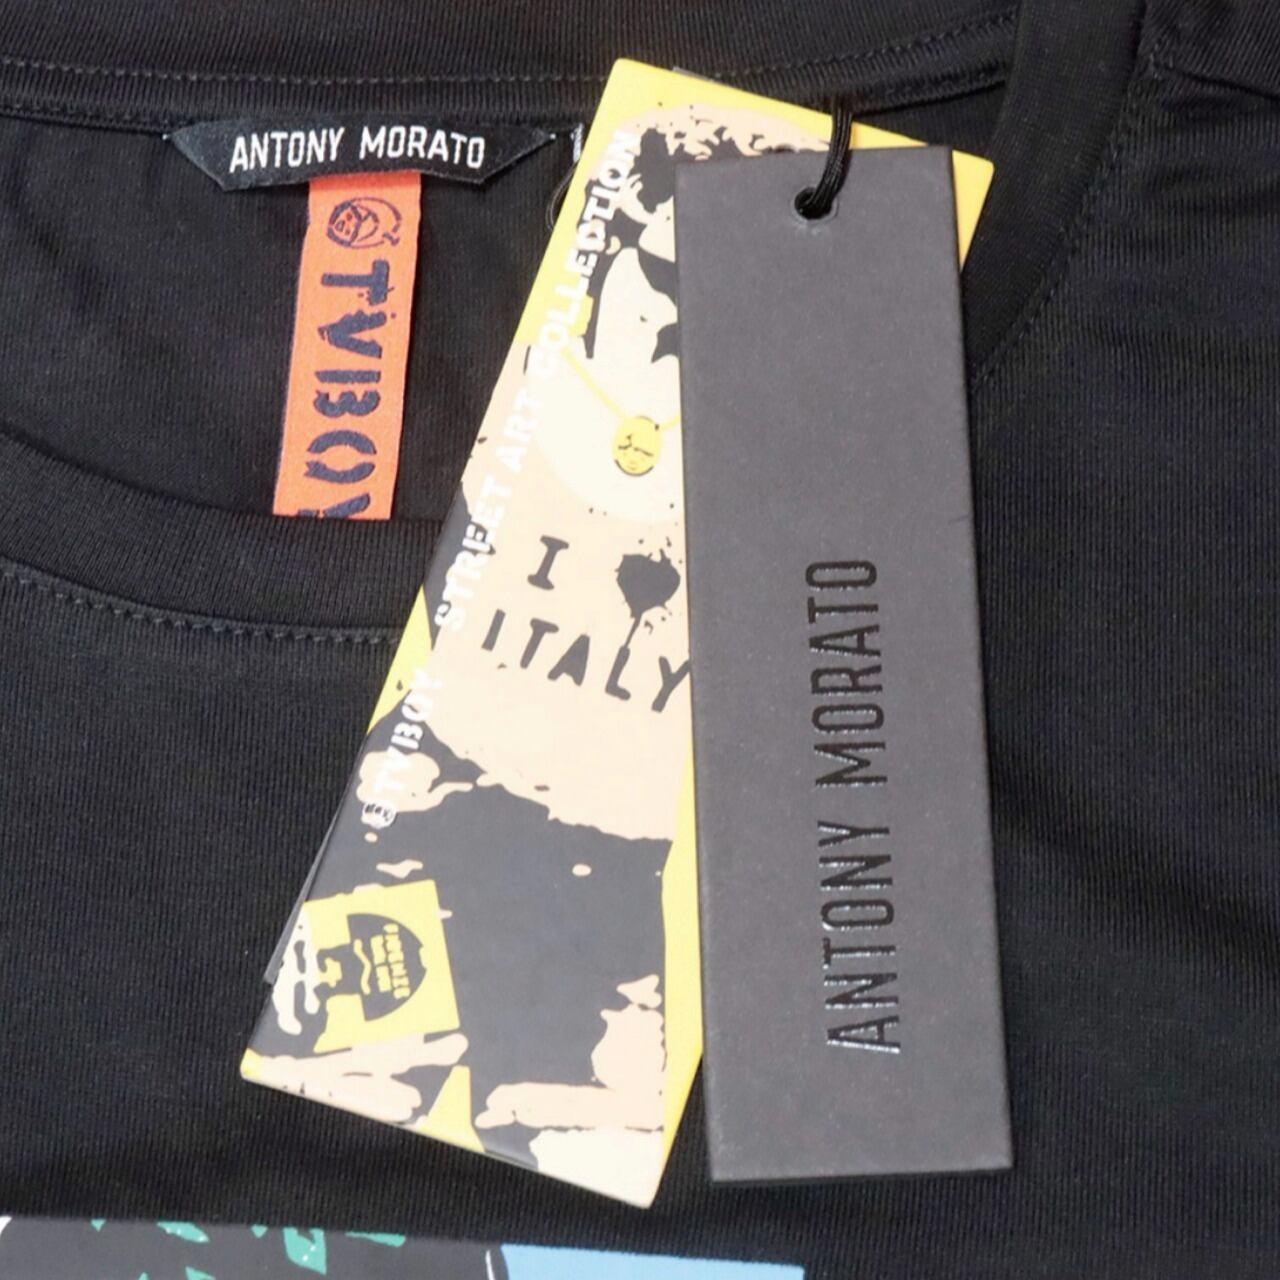 ANTONY MORATO
TVBOY
TVBOY STREET ART COLLECTION
I
ITALY
ANTONY MORATO